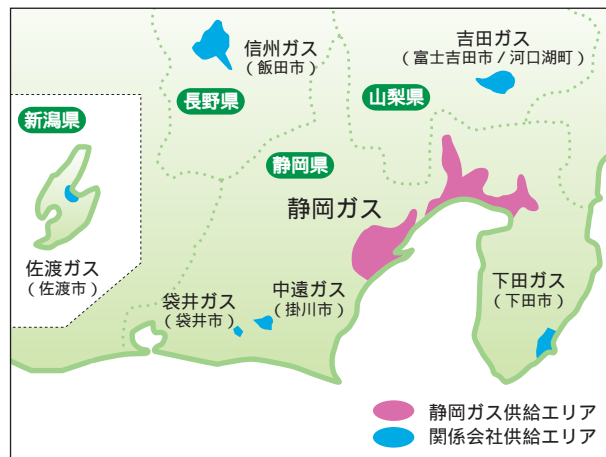 信州ガス
（飯田市）
吉田ガス
（富士吉田市/河口湖町）
長野県
山梨県
新潟県
静岡県
静岡ガス
佐渡ガス
（佐渡市）
袋井ガス
（袋井市）
中遠ガス
（掛川市）
下田ガス
（下田市）
静岡ガス供給エリア
関係会社供給エリア